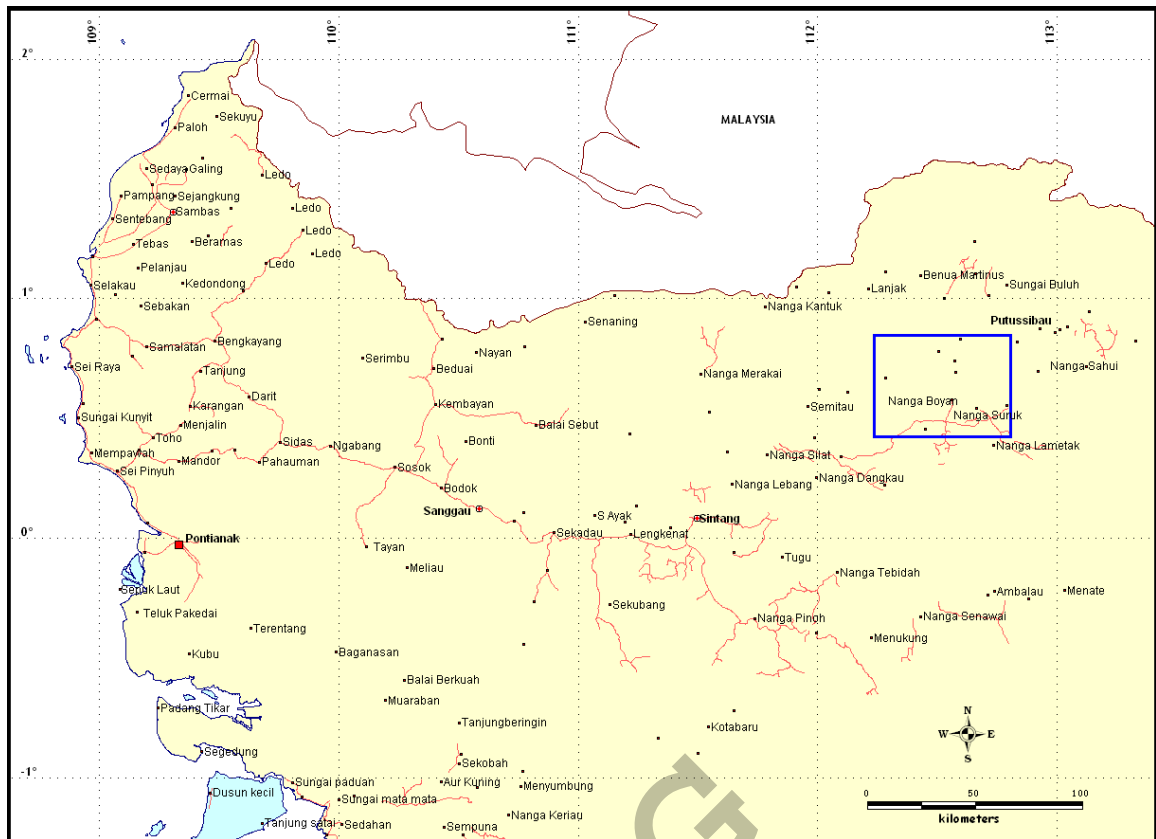 109°
110°
111°
112°
113°
2°
MALAYSIA
Cermai
Sekuyu
Paloh
Sedaya Galing
Ledo
Pampang
Sejangkung
Sambas
Ledo
Sentebang
Ledo
Tebas
Beramas
Ledo
Pelanjau
Ledo
Benua Martinus
Selakau
Kedondong
Lanjak
Sungai Buluh
1°
Sebakan
Nanga Kantuk
Senaning
Putussibau
Samalatan
Bengkayang
Serimbu
Nayan
Sei Raya
Tanjung
Beduai
Nanga Merakai
Nanga Sahui
Darit
Karangan
Kembayan
Semitau
Nanga Boyan
Sungai Kunyit
Menjalin
Balai Sebut
Nanga Suruk
Toho
Sidas
Ngabang
Bonti
Mempawah
Nanga Silat
Nanga Lametak
Sei Pinyuh
Mandor
Pahauman
Sosok
Nanga Dangkau
Bodok
Nanga Lebang
Sanggau
S Ayak
Sintang
0°
Pontianak
Sekadau
Lengkenat
Tayan
Tugu
Meliau
Nanga Tebidah
Seruk Laut
Ambalau
Menate
Teluk Pakedai
Sekubang
Nanga Pinoh
Nanga Senawai
Terentang
Menukung
Kubu
Baganasan
Balai Berkuah
Muaraban
Padang Tikar
Tanjungberingin
Kotabaru
N
W E
S
Segedung
Sekobah
-1°
Sungai paduan
Aur Kuning
Menyumbung
Dusun kecil
Sungai mata mata
0 50 100
kilometers
Tanjung satai
Sedahan
Sempuna
Nanga Keriau